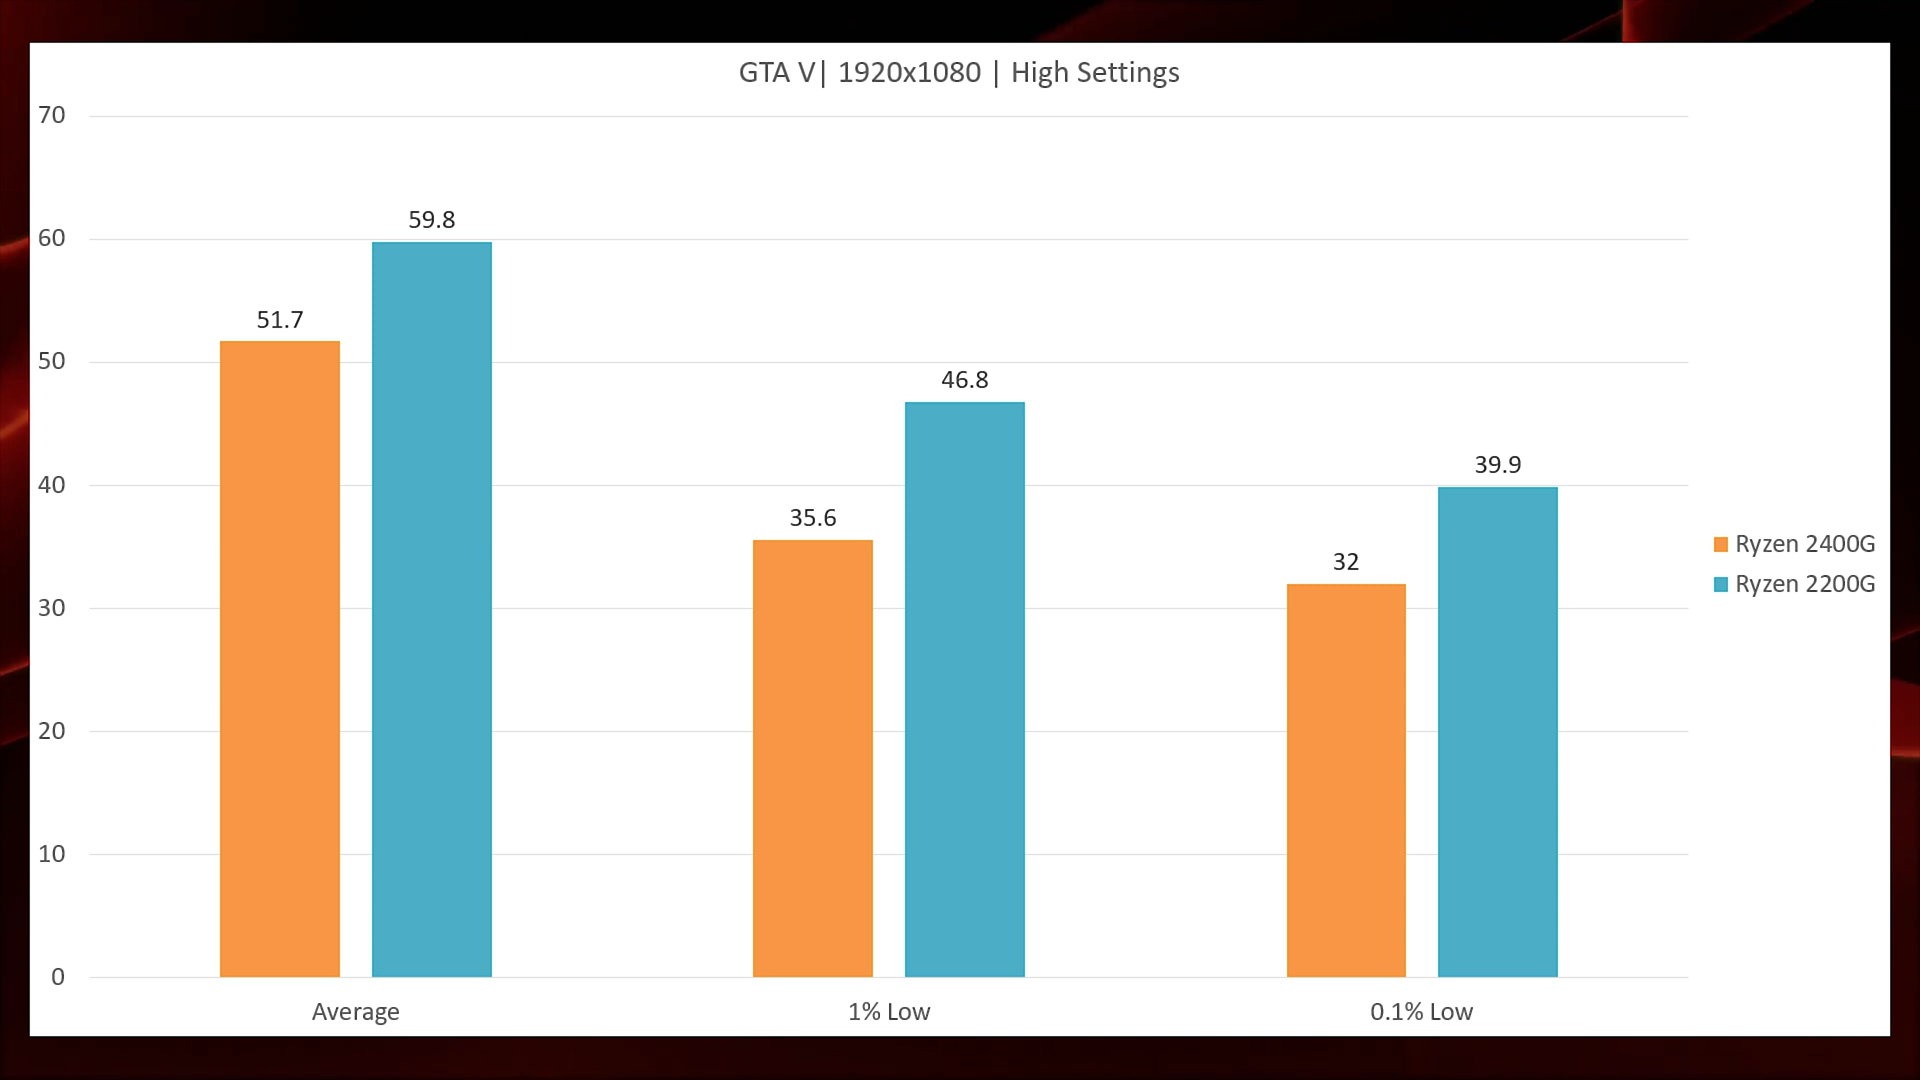 GTA V| 1920x1080 | High Settings
70
60
50
40
30
20
10
0
51.7
59.8
35.6
46.8
32
39.9
Average
1% Low
0.1% Low
Ryzen 2400G
Ryzen 2200G